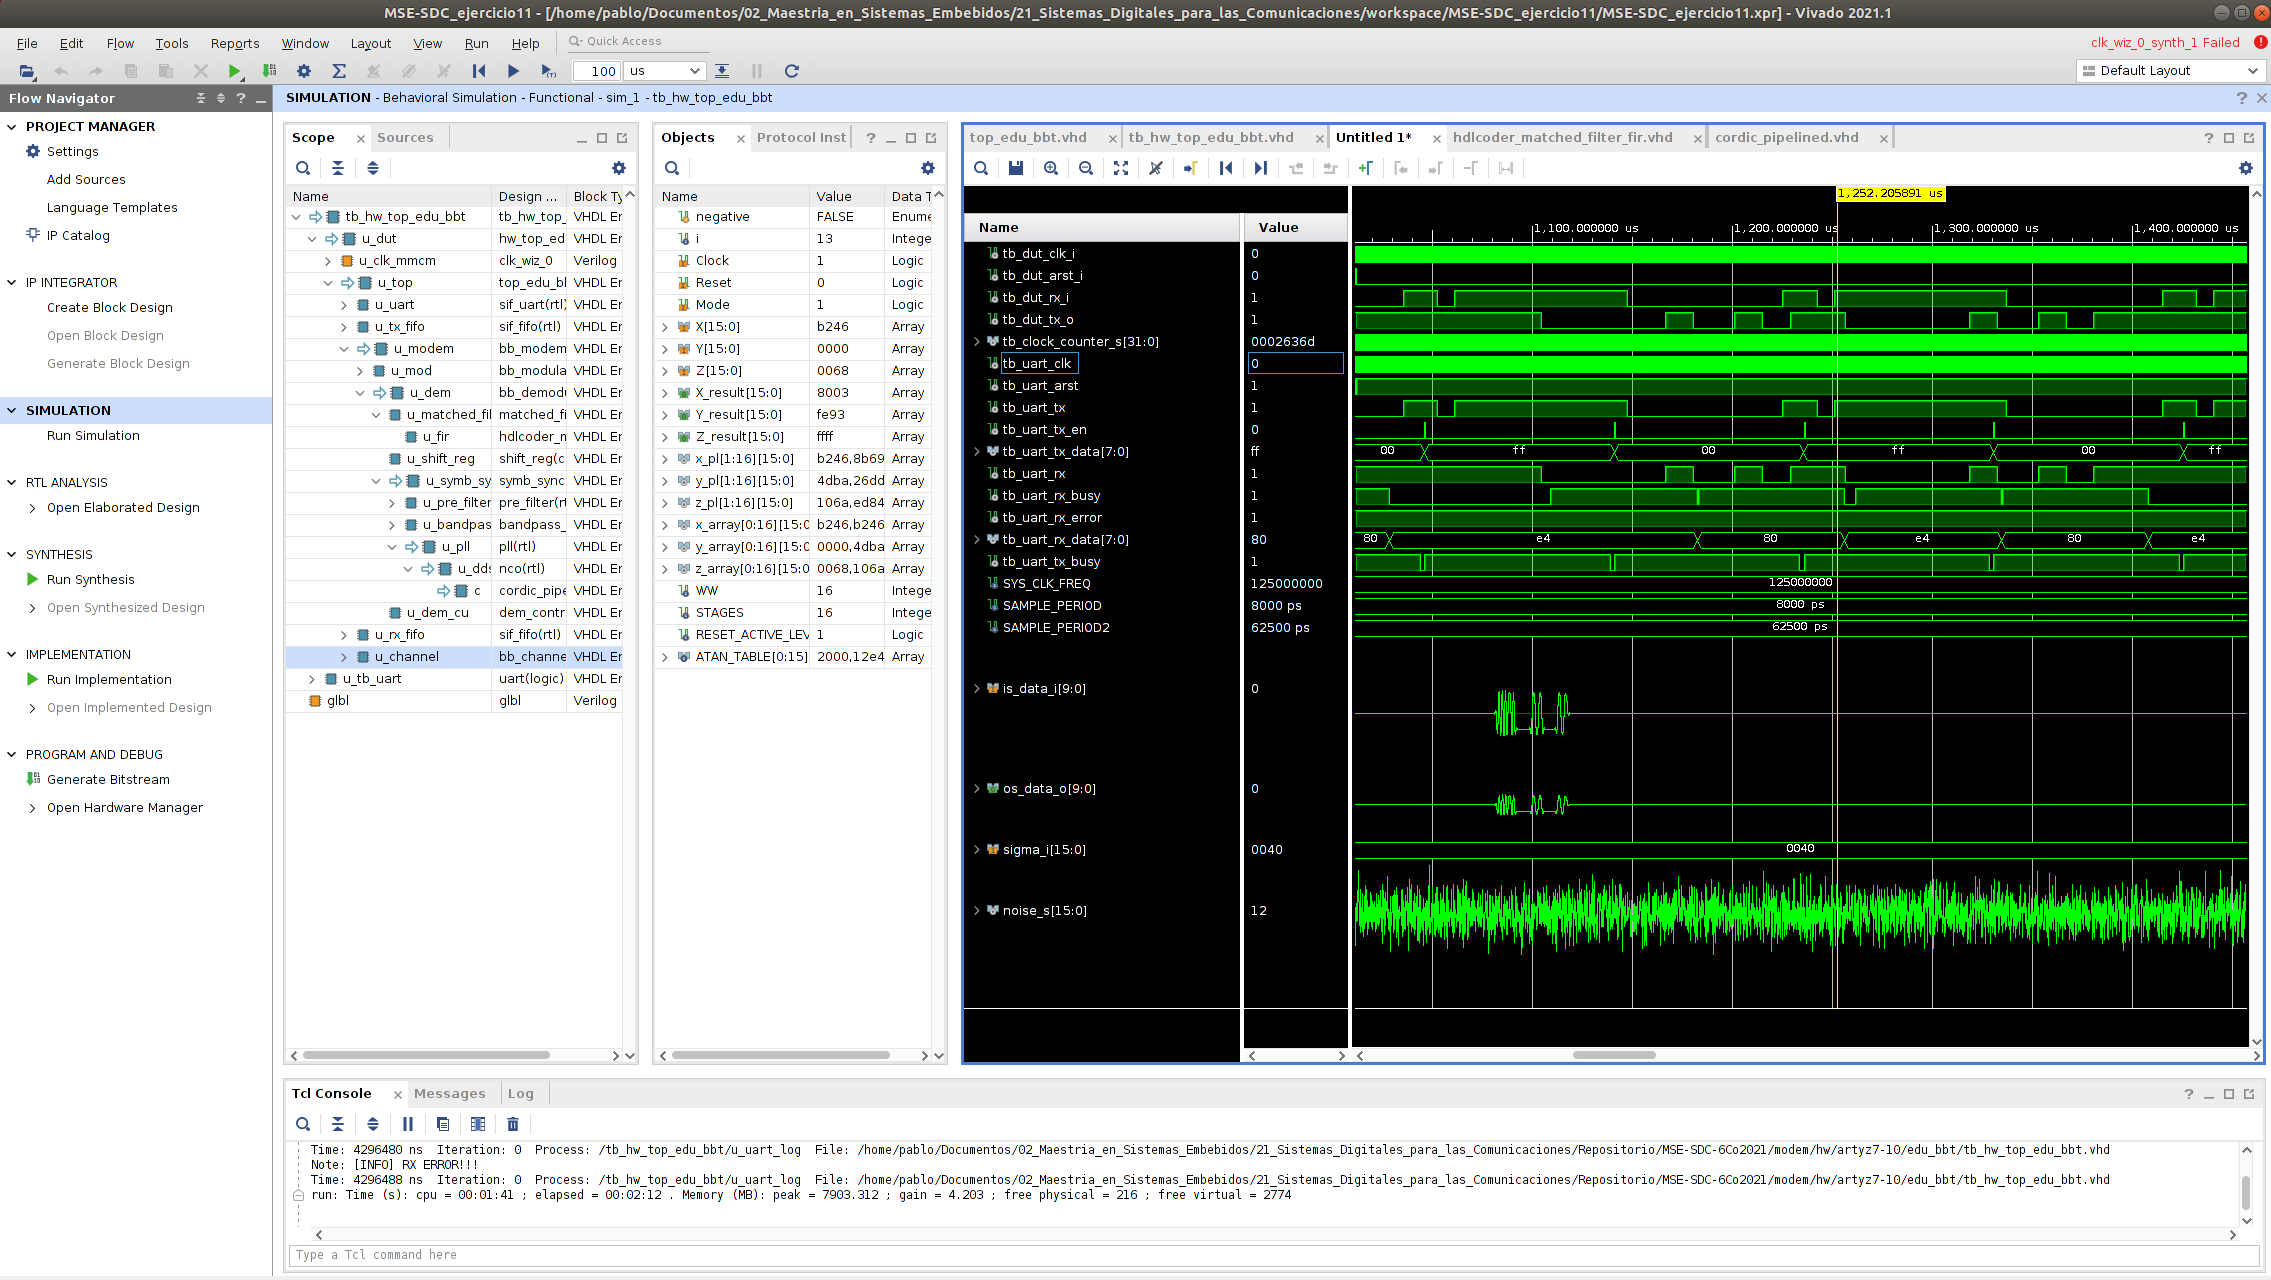 MSE-SDC_ejercicio11 - [/home/pablo/Documentos/02_Maestria_en_Sistemas_Embebidos/21_Sistemas_Digitales_para_las_Comunicaciones/workspace/MSE-SDC_ejercicio11/MSE-SDC_ejercicio11.xpr] - Vivado 2021.1
File Edit Flow Tools Reports Window Layout View Run Help Quick Access
clk_wiz_0_synth_1 Failed
100 us
Default Layout
Flow Navigator
SIMULATION - Behavioral Simulation - Functional - sim_1 - tb_hw_top_edu_bbt
PROJECT MANAGER
Settings
Add Sources
Language Templates
IP Catalog
IP INTEGRATOR
Create Block Design
Open Block Design
Generate Block Design
SIMULATION
Run Simulation
RTL ANALYSIS
Open Elaborated Design
SYNTHESIS
Run Synthesis
Open Synthesized Design
IMPLEMENTATION
Run Implementation
Open Implemented Design
PROGRAM AND DEBUG
Generate Bitstream
Open Hardware Manager
Scope Sources
Name Design ... Block Ty
tb_hw_top_edu_bbt tb_hw_top_ VHDL Er
u_dut hw_top_ed VHDL Er
u_clk_mmcm clk_wiz_0 Verilog
u_top top_edu_bl VHDL Er
u_uart sif_uart(rtl) VHDL Er
u_tx_fifo sif_fifo(rtl) VHDL Er
u_modem bb_modem VHDL Er
u_mod bb_modula VHDL Er
u_dem bb_demodu VHDL Er
u_matched_fil matched_fi VHDL Er
u_fir hdlcoder_r VHDL Er
u_shift_reg shift_reg(c VHDL Er
u_symb_sy symb_sync VHDL Er
u_pre_filter pre_filter(rt VHDL Er
u_bandpas bandpass_ VHDL Er
u_pll pll(rtl) VHDL Er
u_dds nco(rtl) VHDL Er
c cordic_pipe VHDL Er
u_dem_cu dem_contr VHDL Er
u_rx_fifo sif_fifo(rtl) VHDL Er
u_channel bb_channe VHDL Er
u_tb_uart uart(logic) VHDL Er
glbl glbl Verilog
Objects Protocol Inst
Name Value Data T
negative FALSE Enume
i 13 Intege
Clock 1 Logic
Reset 0 Logic
Mode 1 Logic
X[15:0] b246 Array
Y[15:0] 0000 Array
Z[15:0] 0068 Array
X_result[15:0] 8003 Array
Y_result[15:0] fe93 Array
Z_result[15:0] ffff Array
x_pl[1:16][15:0] b246,8b69 Array
y_pl[1:16][15:0] 4dba,26dd Array
z_pl[1:16][15:0] 106a,ed84 Array
x_array[0:16][15:0 b246,b246 Array
y_array[0:16][15:0 0000,4dba Array
z_array[0:16][15:0 0068,106a Array
WW 16 Intege
STAGES 16 Intege
RESET_ACTIVE_LEV 1 Logic
ATAN_TABLE[0:15] 2000,12e4 Array
top_edu_bbt.vhd tb_hw_top_edu_bbt.vhd Untitled 1* hdlcoder_matched_filter_fir.vhd cordic_pipelined.vhd
1,252.205891 us
1,100.000000 us 1,200.000000 us 1,300.000000 us 1,400.000000 us
Name Value
tb_dut_clk_i 0
tb_dut_arst_i 0
tb_dut_rx_i 1
tb_dut_tx_o 1
tb_clock_counter_s[31:0] 0002636d
tb_uart_clk 0
tb_uart_arst 1
tb_uart_tx 1
tb_uart_tx_en 0
tb_uart_tx_data[7:0] ff 00 ff 00 ff 00 ff
tb_uart_rx 1
tb_uart_rx_busy 1
tb_uart_rx_error 1
tb_uart_rx_data[7:0] 80 80 e4 80 e4 80 e4
tb_uart_tx_busy 1
SYS_CLK_FREQ 125000000 125000000
SAMPLE_PERIOD 8000 ps 8000 ps
SAMPLE_PERIOD2 62500 ps 62500 ps
is_data_i[9:0] 0
os_data_o[9:0] 0
sigma_i[15:0] 0040 0040
noise_s[15:0] 12
Tcl Console Messages Log
Time: 4296480 ns Iteration: 0 Process: /tb_hw_top_edu_bbt/u_uart_log File: /home/pablo/Documentos/02_Maestria_en_Sistemas_Embebidos/21_Sistemas_Digitales_para_las_Comunicaciones/Repositorio/MSE-SDC-6Co2021/modem/hw/artyz7-10/edu_bbt/tb_hw_top_edu_bbt.vhd
Note: [INFO] RX ERROR!!!
Time: 4296488 ns Iteration: 0 Process: /tb_hw_top_edu_bbt/u_uart_log File: /home/pablo/Documentos/02_Maestria_en_Sistemas_Embebidos/21_Sistemas_Digitales_para_las_Comunicaciones/Repositorio/MSE-SDC-6Co2021/modem/hw/artyz7-10/edu_bbt/tb_hw_top_edu_bbt.vhd
run: Time (s): cpu = 00:01:41 ; elapsed = 00:02:12 . Memory (MB): peak = 7903.312 ; gain = 4.203 ; free physical = 216 ; free virtual = 2774
Type a Tcl command here